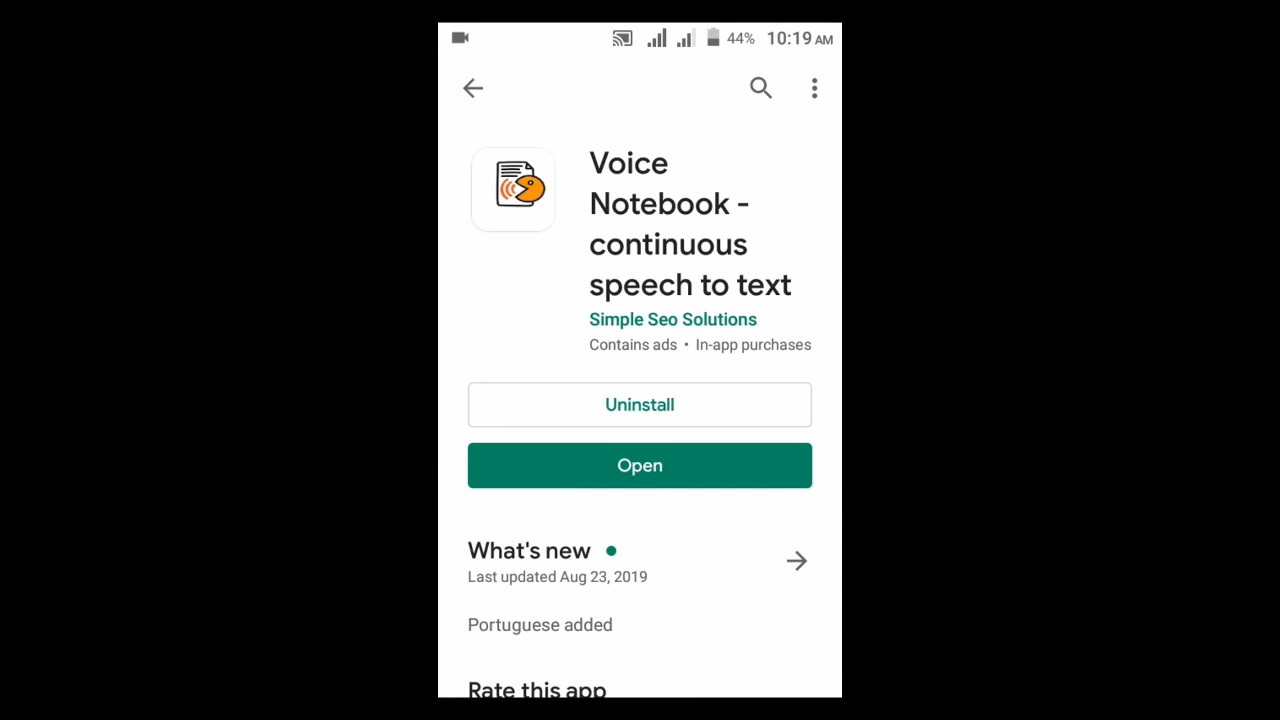 44% 10:19 AM
Voice
Notebook -
continuous
speech to text
Simple Seo Solutions
Contains ads • In-app purchases
Uninstall
Open
What's new
Last updated Aug 23, 2019
Portuguese added
Rate this app